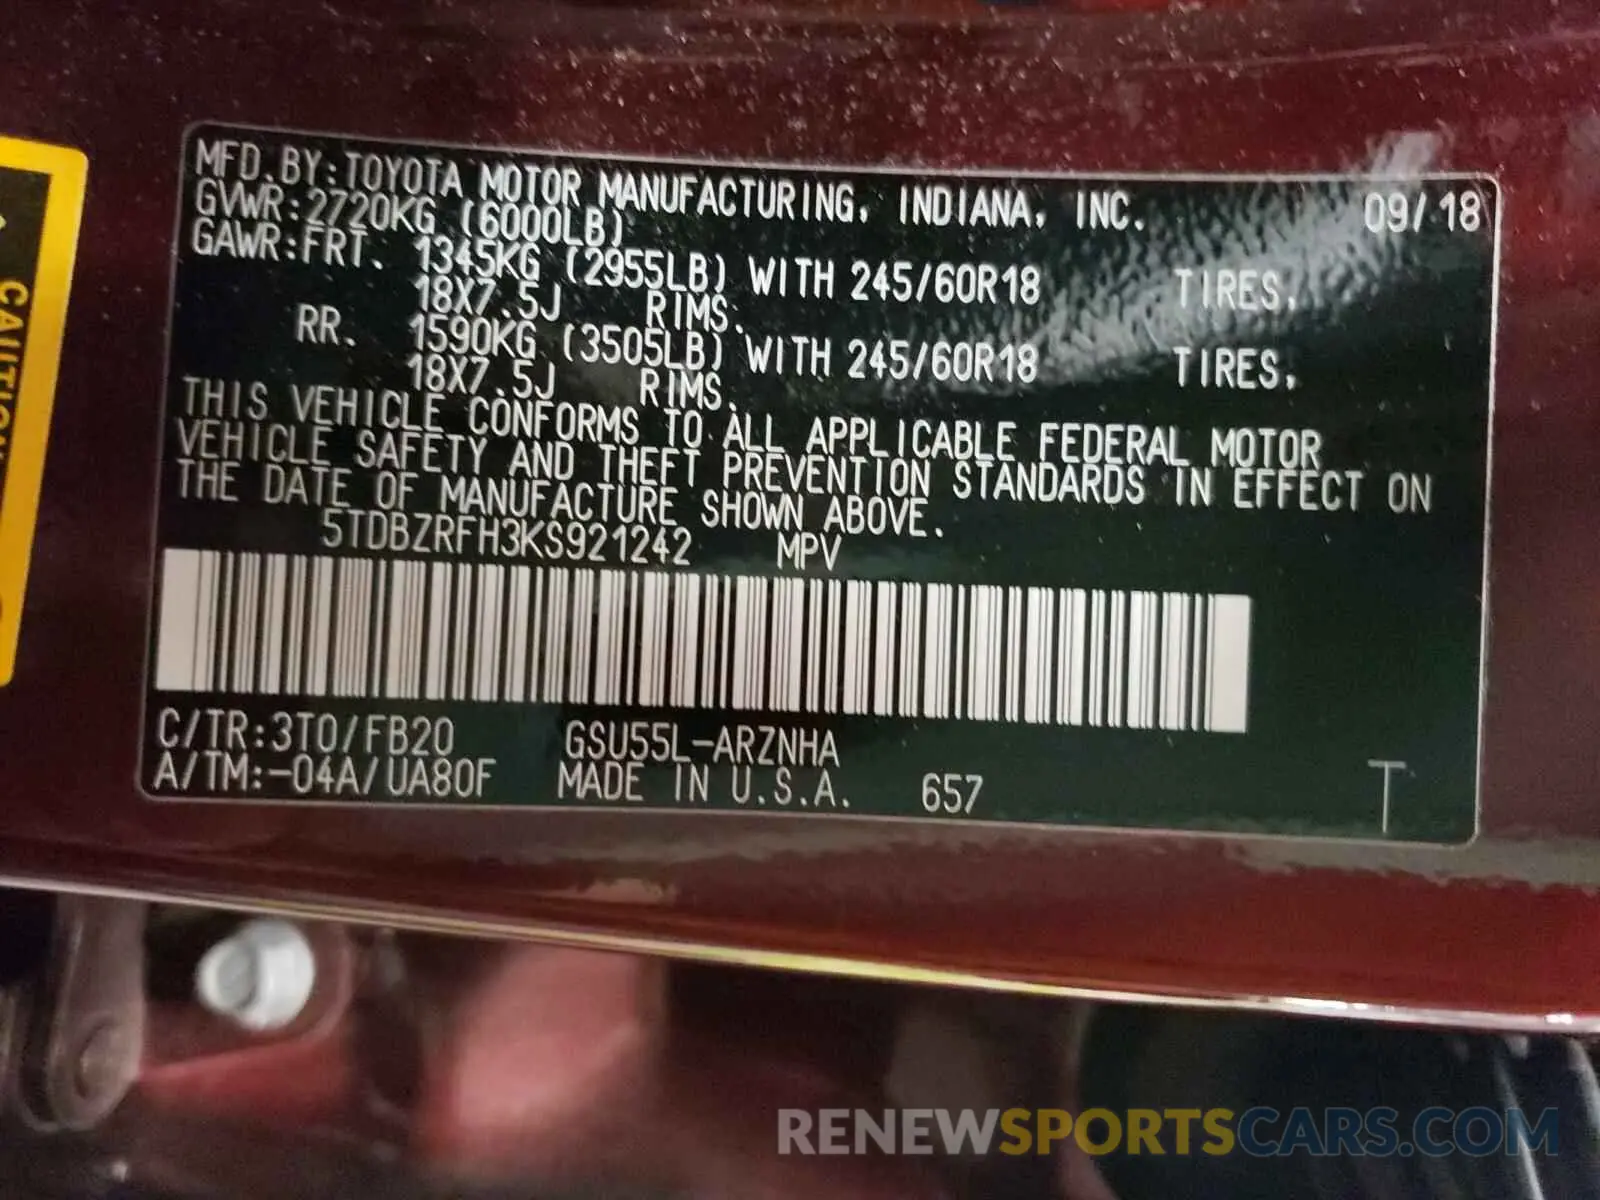 MFD.BY:TOYOTA MOTOR MANUFACTURING, INDIANA, INC. 09/18
GVWR:2720KG (6000LB)
GAWR:FRT. 1345KG (2955LB) WITH 245/60R18 TIRES,
18X7.5J RIMS.
RR. 1590KG (3505LB) WITH 245/60R18 TIRES,
18X7.5J RIMS.
THIS VEHICLE CONFORMS TO ALL APPLICABLE FEDERAL MOTOR
VEHICLE SAFETY AND THEFT PREVENTION STANDARDS IN EFFECT ON
THE DATE OF MANUFACTURE SHOWN ABOVE.
5TDBZRFH3KS921242 MPV
C/TR:3T0/FB20 GSU55L-ARZNHA
A/TM:-04A/UA80F MADE IN U.S.A. 657 T
CAUTION
RENEWSPORTSCARS.COM